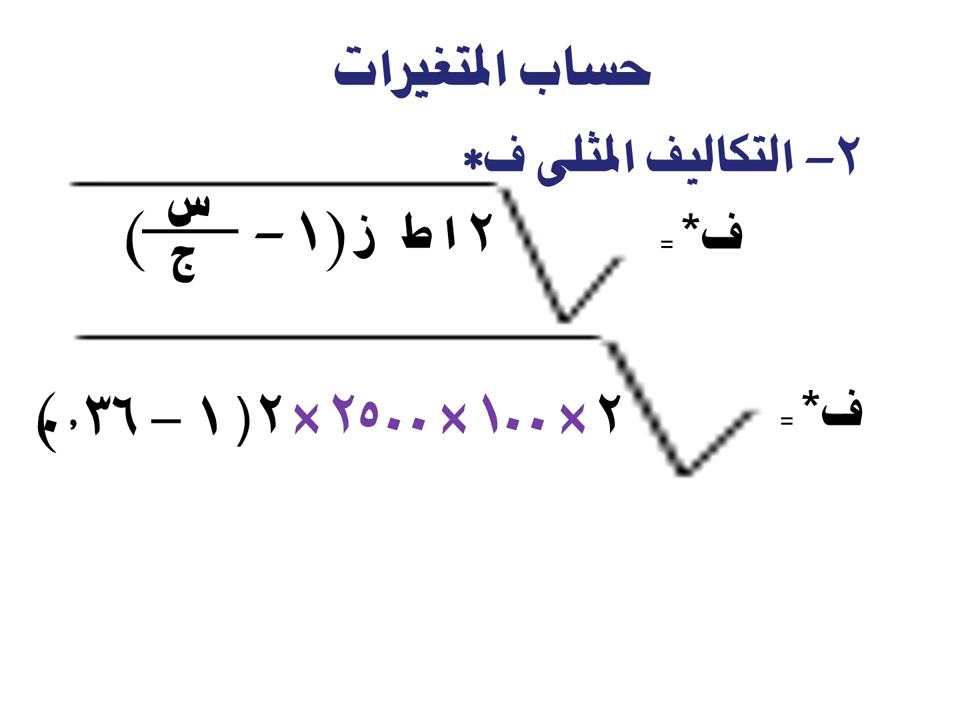 حساب المتغيرات
٢- التكاليف المثلى ف*
ف* = ٢ ا ط ز (١ - س / ج)
ف* = ٢ × ١٠٠ × ٢٥٠٠ × ٢ (١ – ٠,٣٦)